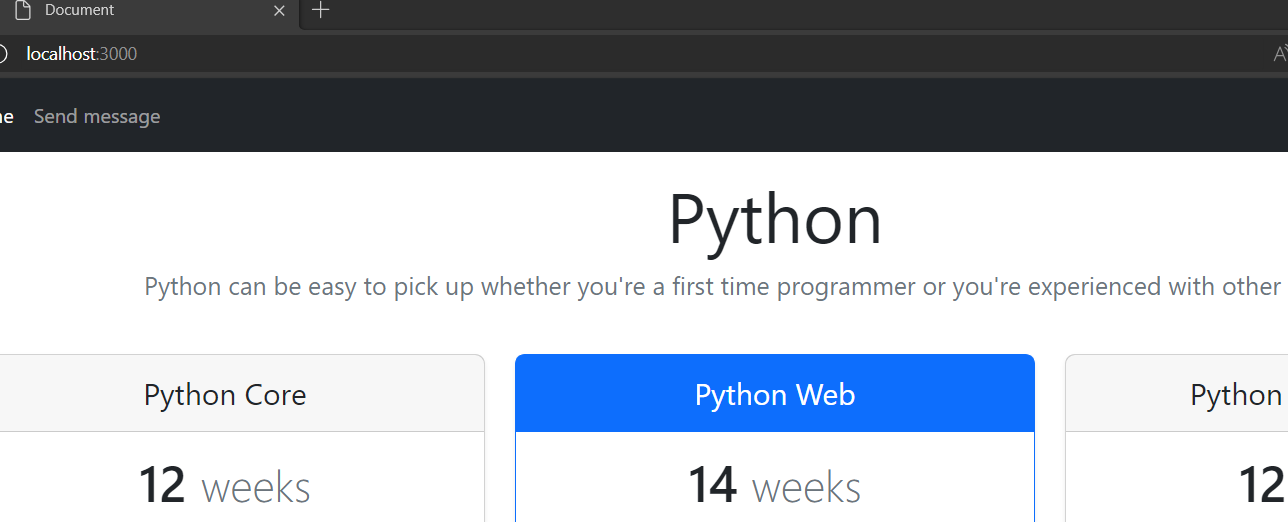 Document
localhost:3000
Send message
Python
Python can be easy to pick up whether you're a first time programmer or you're experienced with other
Python Core
Python Web
Python
12 weeks
14 weeks
12